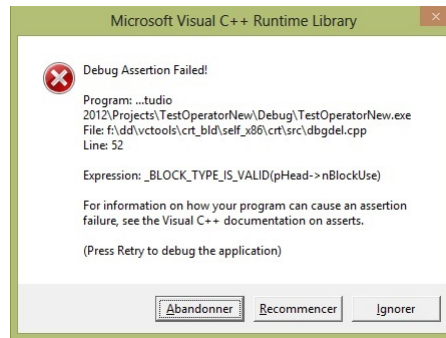 Microsoft Visual C++ Runtime Library
Debug Assertion Failed!
Program: ...tudio
2012\Projects\TestOperatorNew\Debug\TestOperatorNew.exe
File: f:\dd\vctools\crt_bld\self_x86\crt\src\dbgdel.cpp
Line: 52
Expression: _BLOCK_TYPE_IS_VALID(pHead->nBlockUse)
For information on how your program can cause an assertion
failure, see the Visual C++ documentation on asserts.
(Press Retry to debug the application)
Abandonner Recommencer Ignorer